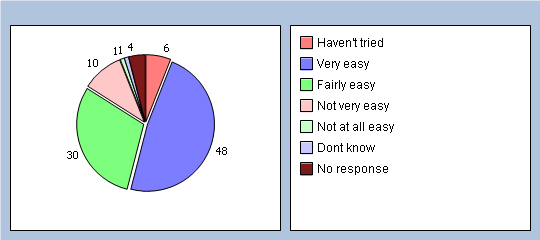 6
48
30
10
1
1
4
Haven't tried
Very easy
Fairly easy
Not very easy
Not at all easy
Dont know
No response